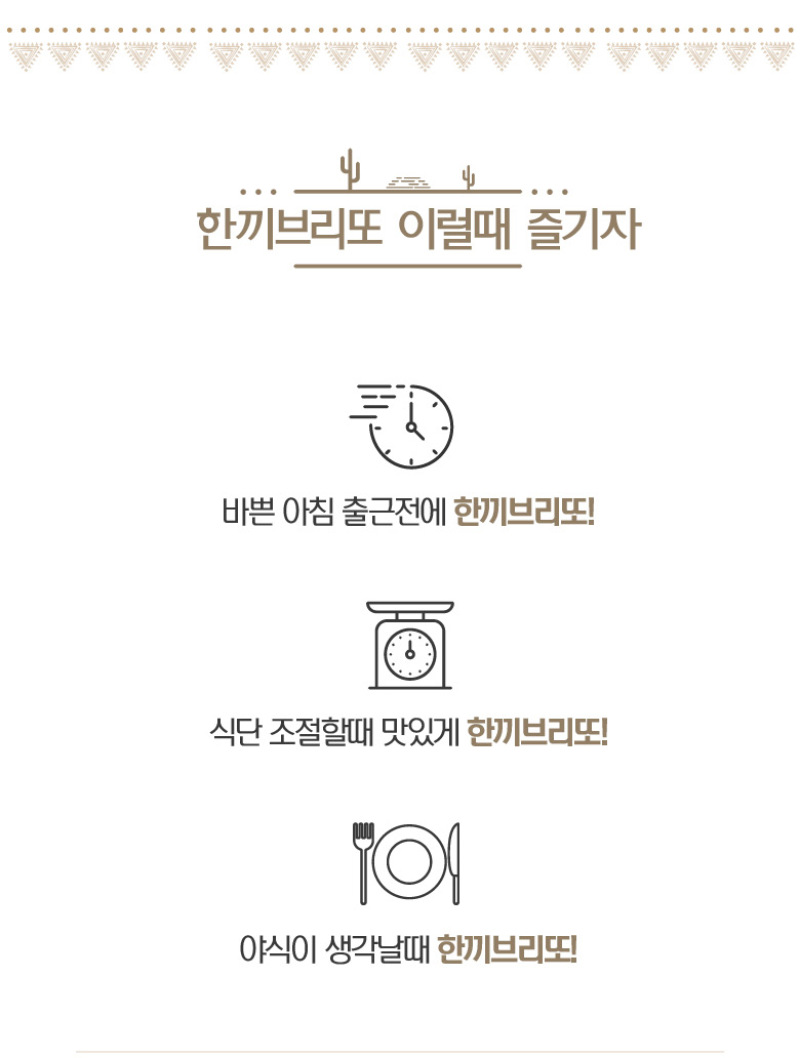 한끼브리또 이럴때 즐기자
바쁜 아침 출근전에 한끼브리또!
식단 조절할때 맛있게 한끼브리또!
야식이 생각날때 한끼브리또!